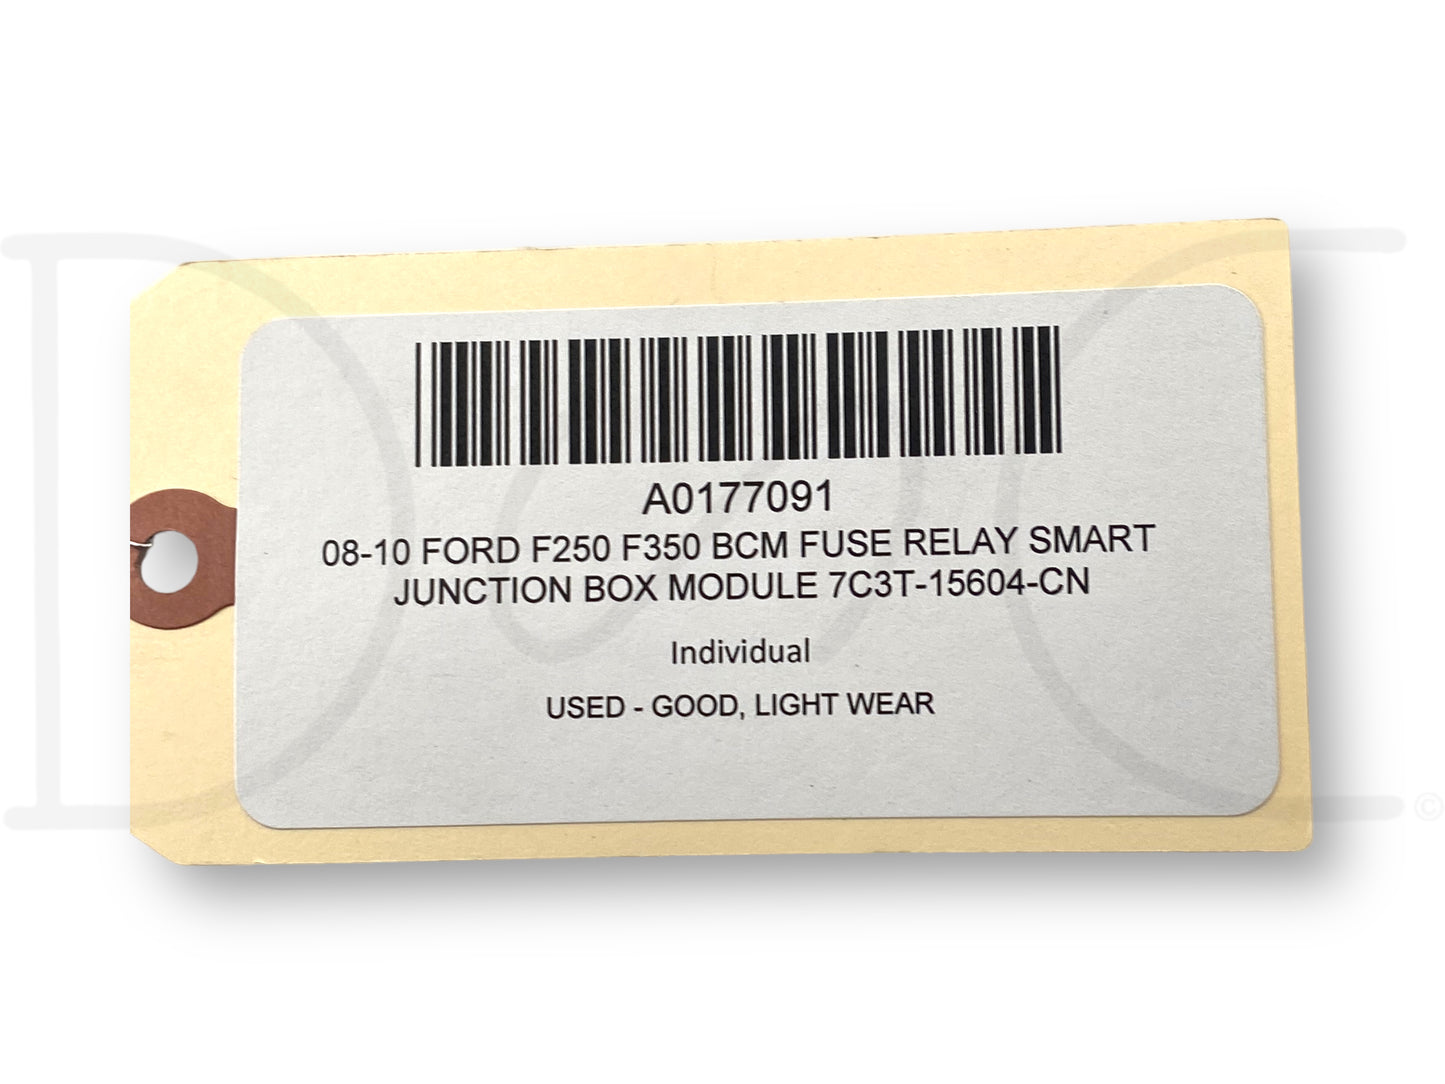 A0177091
08-10 FORD F250 F350 BCM FUSE RELAY SMART
JUNCTION BOX MODULE 7C3T-15604-CN
Individual
USED - GOOD, LIGHT WEAR
©